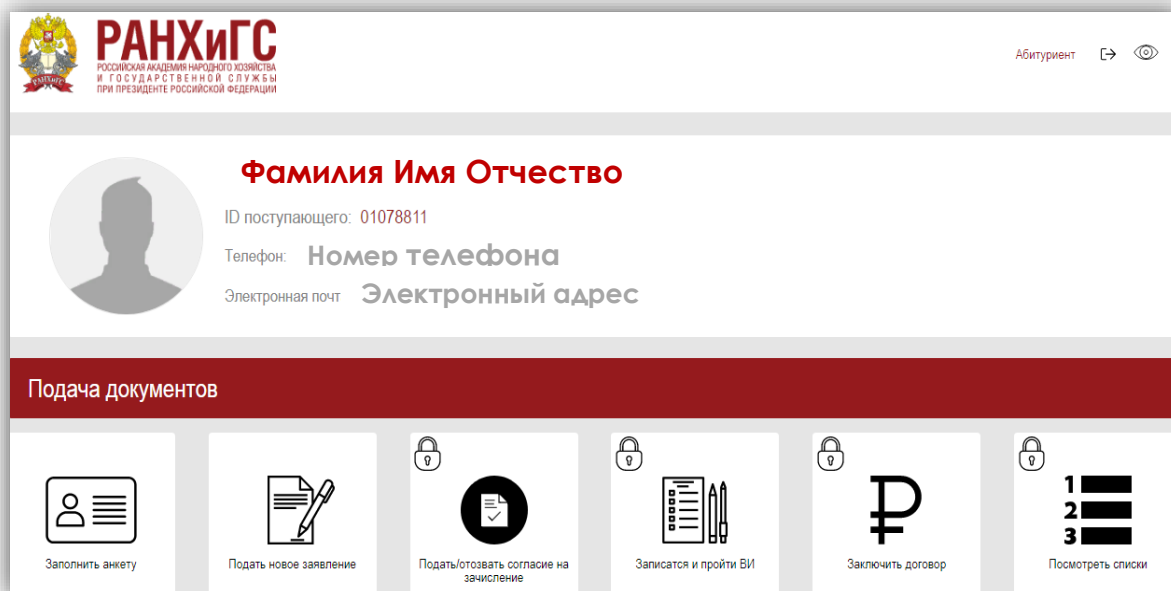 РАНХиГС
РОССИЙСКАЯ АКАДЕМИЯ НАРОДНОГО ХОЗЯЙСТВА
И ГОСУДАРСТВЕННОЙ СЛУЖБЫ
ПРИ ПРЕЗИДЕНТЕ РОССИЙСКОЙ ФЕДЕРАЦИИ
РАНХиГС
Абитуриент
Фамилия Имя Отчество
ID поступающего: 01078811
Телефон: Номер телефона
Электронная почт Электронный адрес
Подача документов
1
2
3
Заполнить анкету
Подать новое заявление
Подать/отозвать согласие на
зачисление
Записатся и пройти ВИ
Заключить договор
Посмотреть списки